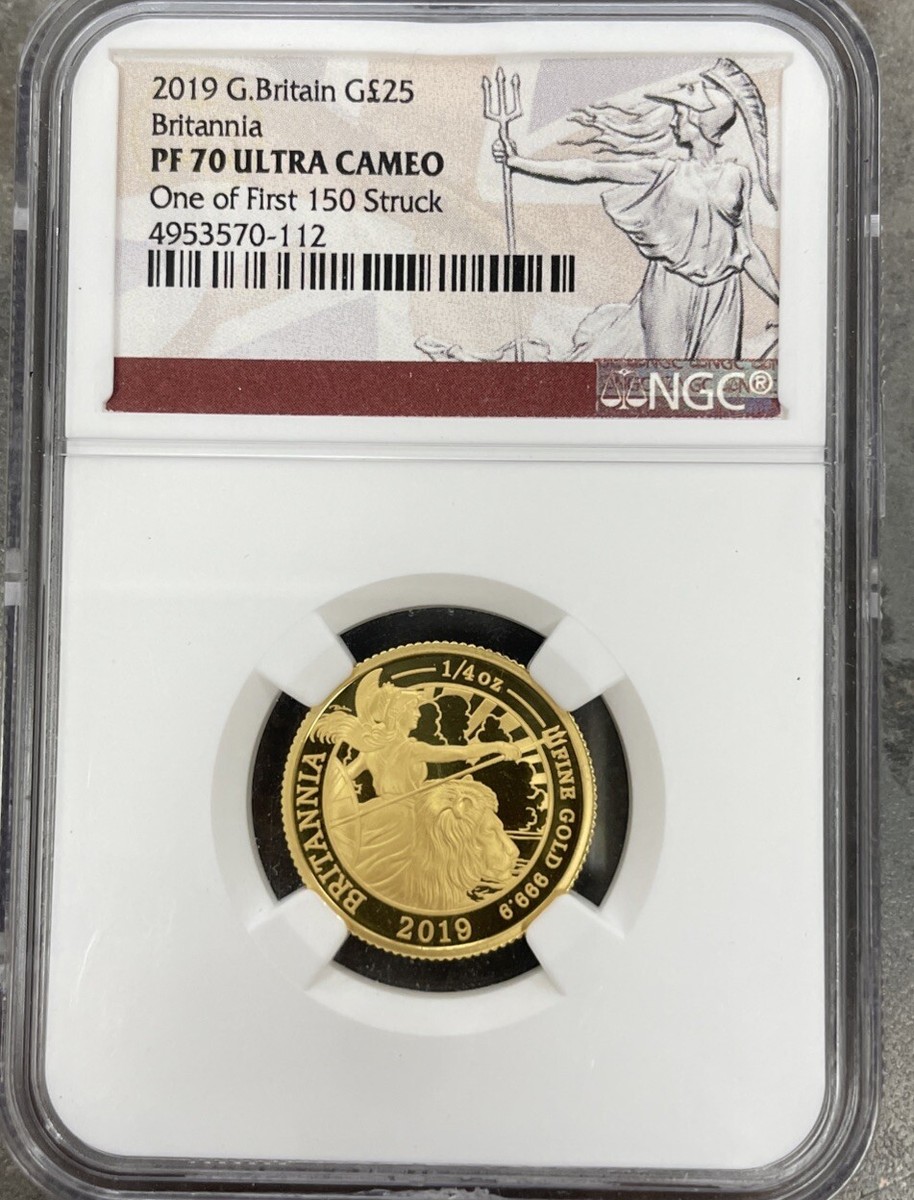 2019 G.Britain G£25
Britannia
PF 70 ULTRA CAMEO
One of First 150 Struck
4953570-112
NGC®
1/4 oz
BRITANNIA
FINE GOLD 999.9
2019